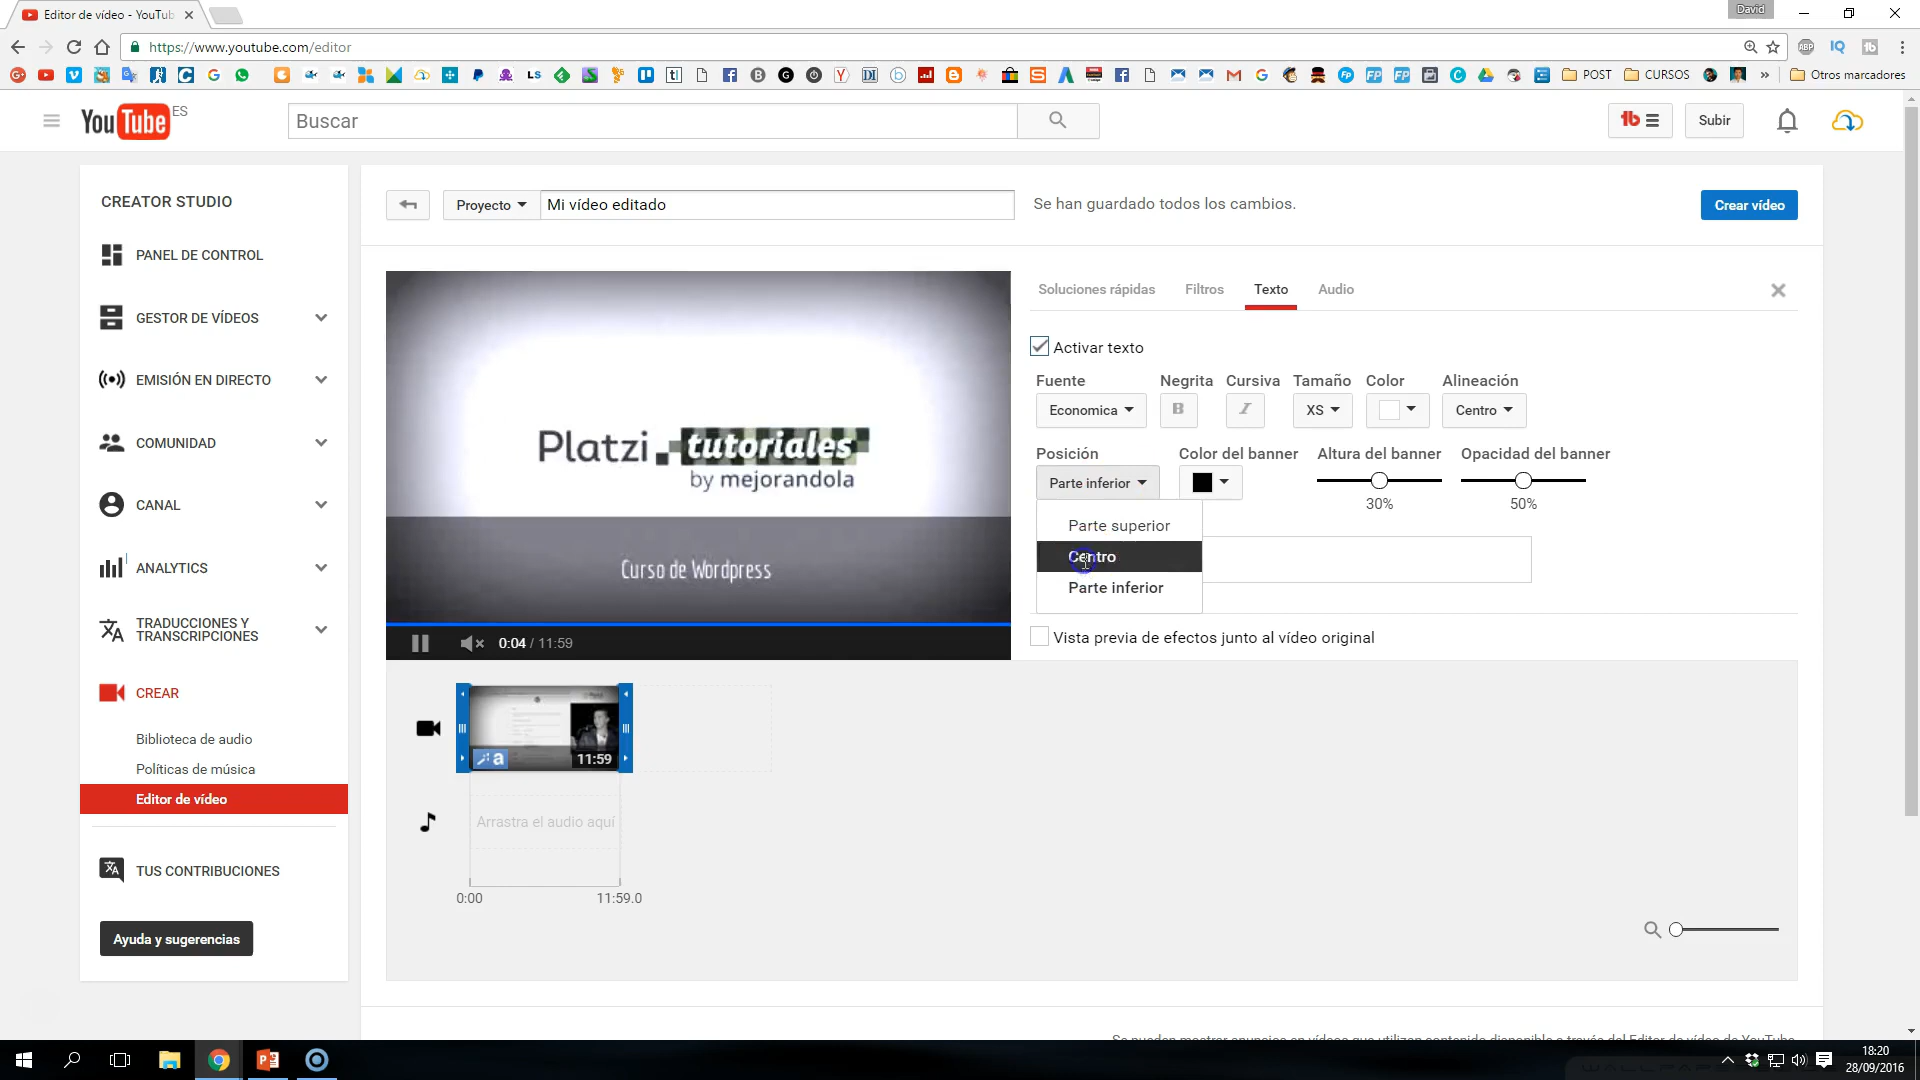 Editor de vídeo - YouTub
David
https://www.youtube.com/editor
POST
CURSOS
Otros marcadores
YouTube ES
Buscar
Subir
CREATOR STUDIO
PANEL DE CONTROL
GESTOR DE VÍDEOS
EMISIÓN EN DIRECTO
COMUNIDAD
CANAL
ANALYTICS
TRADUCCIONES Y
TRANSCRIPCIONES
CREAR
Biblioteca de audio
Políticas de música
Editor de vídeo
TUS CONTRIBUCIONES
Ayuda y sugerencias
Proyecto
Mi vídeo editado
Se han guardado todos los cambios.
Crear vídeo
Platzi tutoriales
by mejorandola
Curso de Wordpress
0:04 / 11:59
Soluciones rápidas
Filtros
Texto
Audio
Activar texto
Fuente
Negrita
Cursiva
Tamaño
Color
Alineación
Economica
B
I
XS
Centro
Posición
Color del banner
Altura del banner
Opacidad del banner
Parte inferior
30%
50%
Parte superior
Centro
Parte inferior
Vista previa de efectos junto al vídeo original
a
11:59
Arrastra el audio aquí
0:00
11:59.0
18:20
28/09/2016